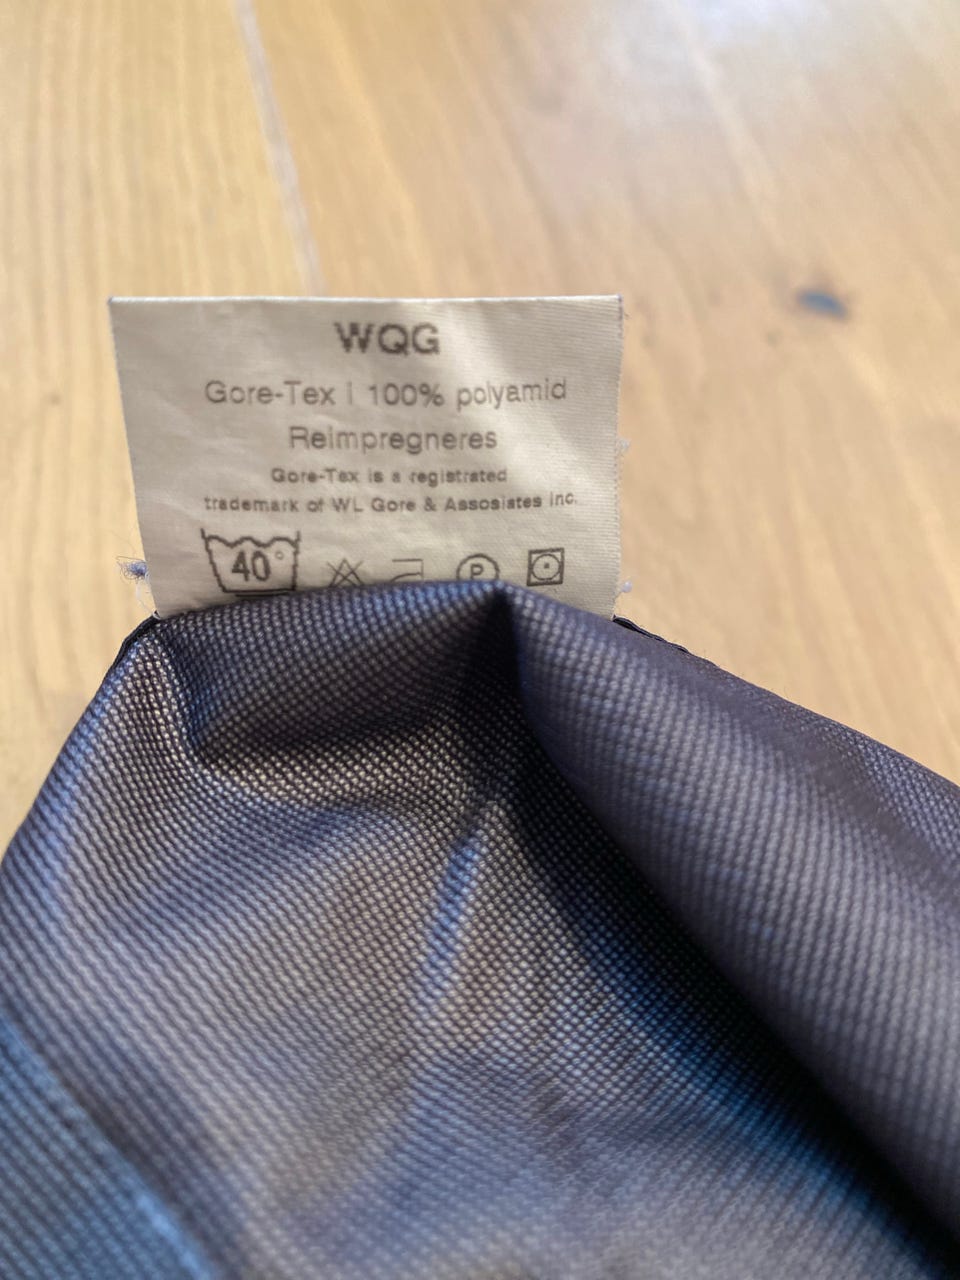 WQG
Gore-Tex i 100% polyamid
Reimpregneres
Gore-Tex is a registrated
trademark of WL Gore & Assosiates inc.
40°
P